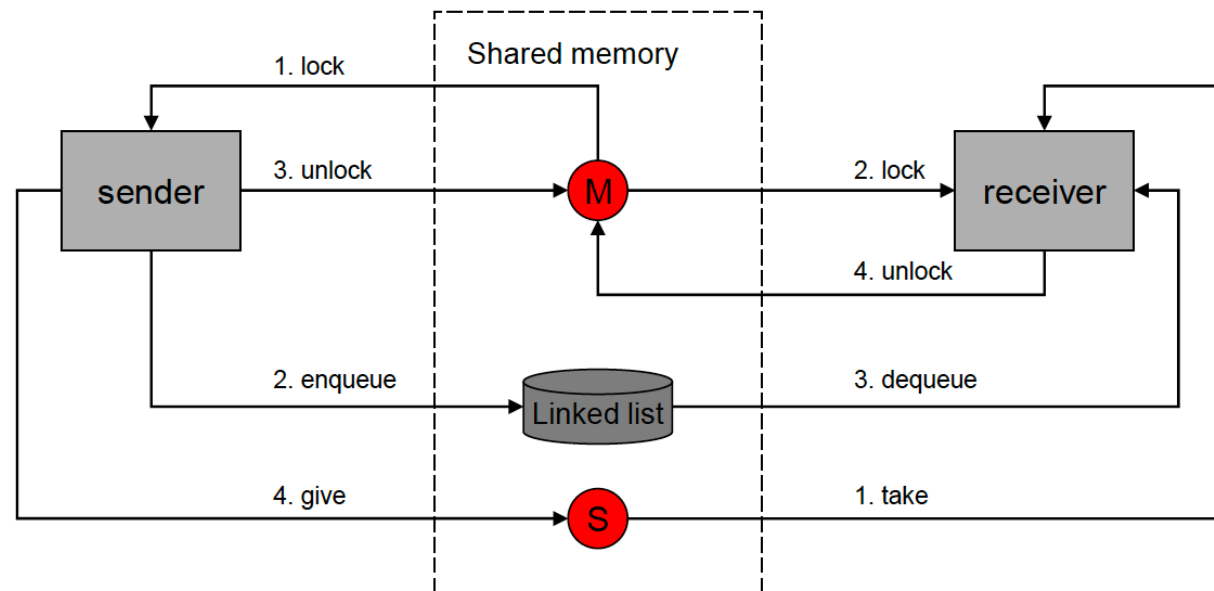 Shared memory
1. lock
sender
3. unlock
M
2. lock
receiver
4. unlock
2. enqueue
Linked list
3. dequeue
4. give
S
1. take